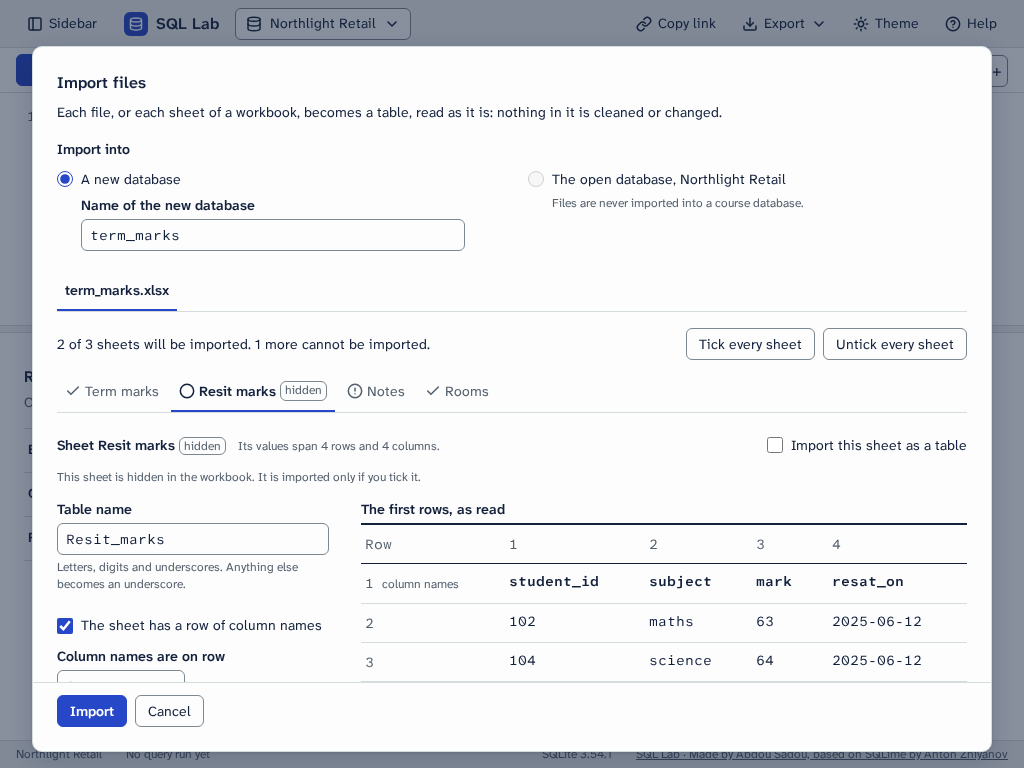 Sidebar
SQL Lab
Northlight Retail
Copy link
Export
Theme
Help
Import files
Each file, or each sheet of a workbook, becomes a table, read as it is: nothing in it is cleaned or changed.
Import into
A new database
The open database, Northlight Retail
Files are never imported into a course database.
Name of the new database
term_marks
term_marks.xlsx
2 of 3 sheets will be imported. 1 more cannot be imported.
Tick every sheet
Untick every sheet
Term marks
Resit marks hidden
Notes
Rooms
Sheet Resit marks hidden Its values span 4 rows and 4 columns.
Import this sheet as a table
This sheet is hidden in the workbook. It is imported only if you tick it.
Table name
Resit_marks
Letters, digits and underscores. Anything else
becomes an underscore.
The sheet has a row of column names
Column names are on row
The first rows, as read
Row 1 2 3 4
1 column names student_id subject mark resat_on
2 102 maths 63 2025-06-12
3 104 science 64 2025-06-12
Import
Cancel
Northlight Retail
No query run yet
SQLite 3.54.1
SQL Lab · Made by Abdou Sadou, based on SQLime by Anton Zhiyanov